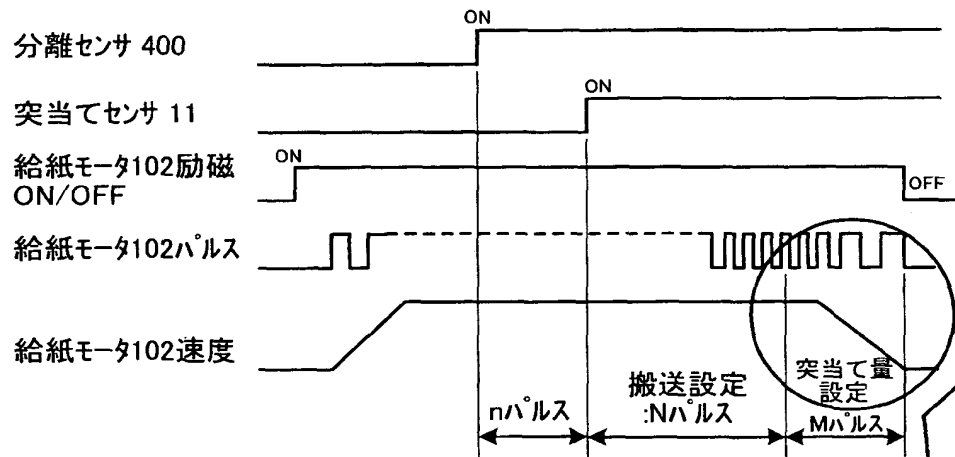 ON
分離センサ 400
ON
突当てセンサ 11
ON
給紙モータ102励磁
ON/OFF
OFF
給紙モータ102パルス
給紙モータ102速度
突当て量
設定
搬送設定
:Nパルス
nパルス
Mパルス